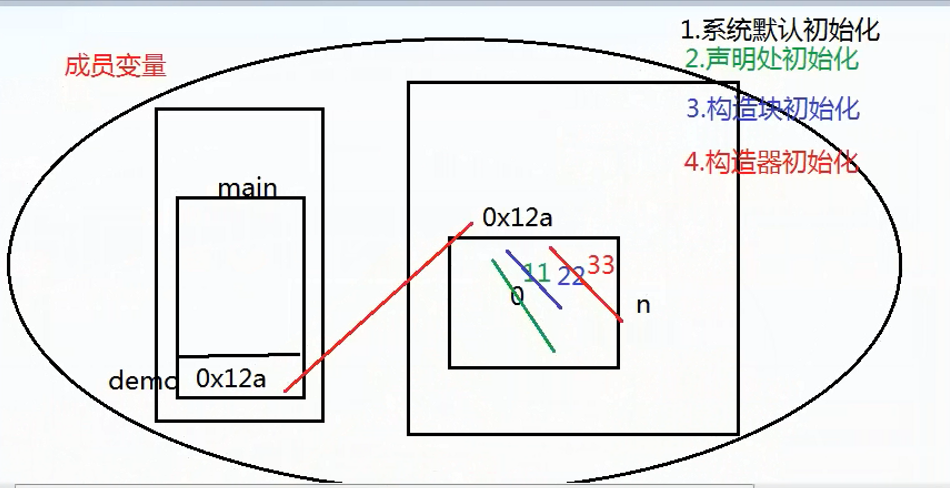 1.系统默认初始化
2.声明处初始化
成员变量
3.构造块初始化
4.构造器初始化
main
0x12a
11
22
33
0
n
demo
0x12a